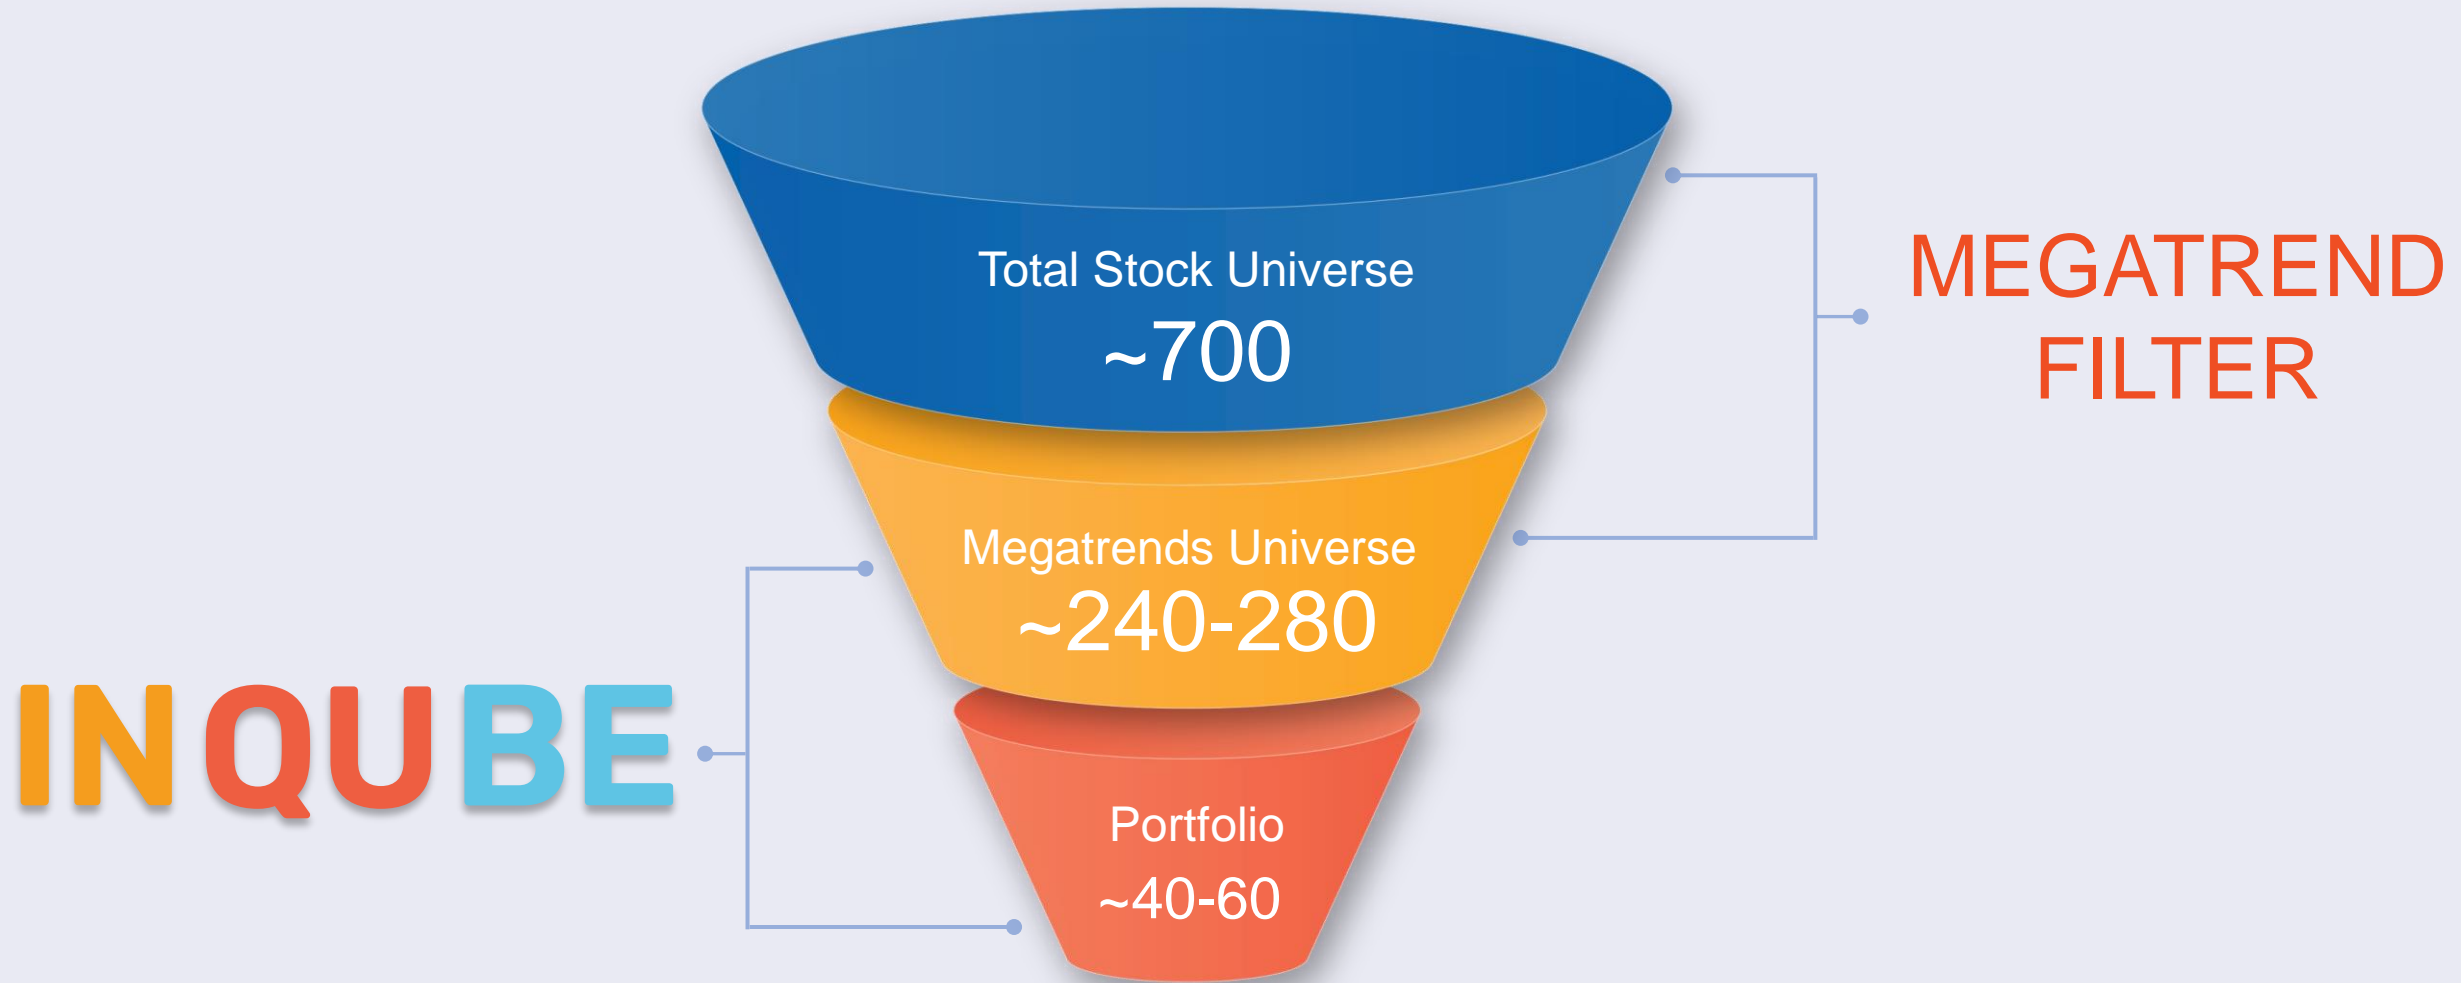 Total Stock Universe
~700
MEGATREND
FILTER
Megatrends Universe
~240-280
INQUBE
Portfolio
~40-60